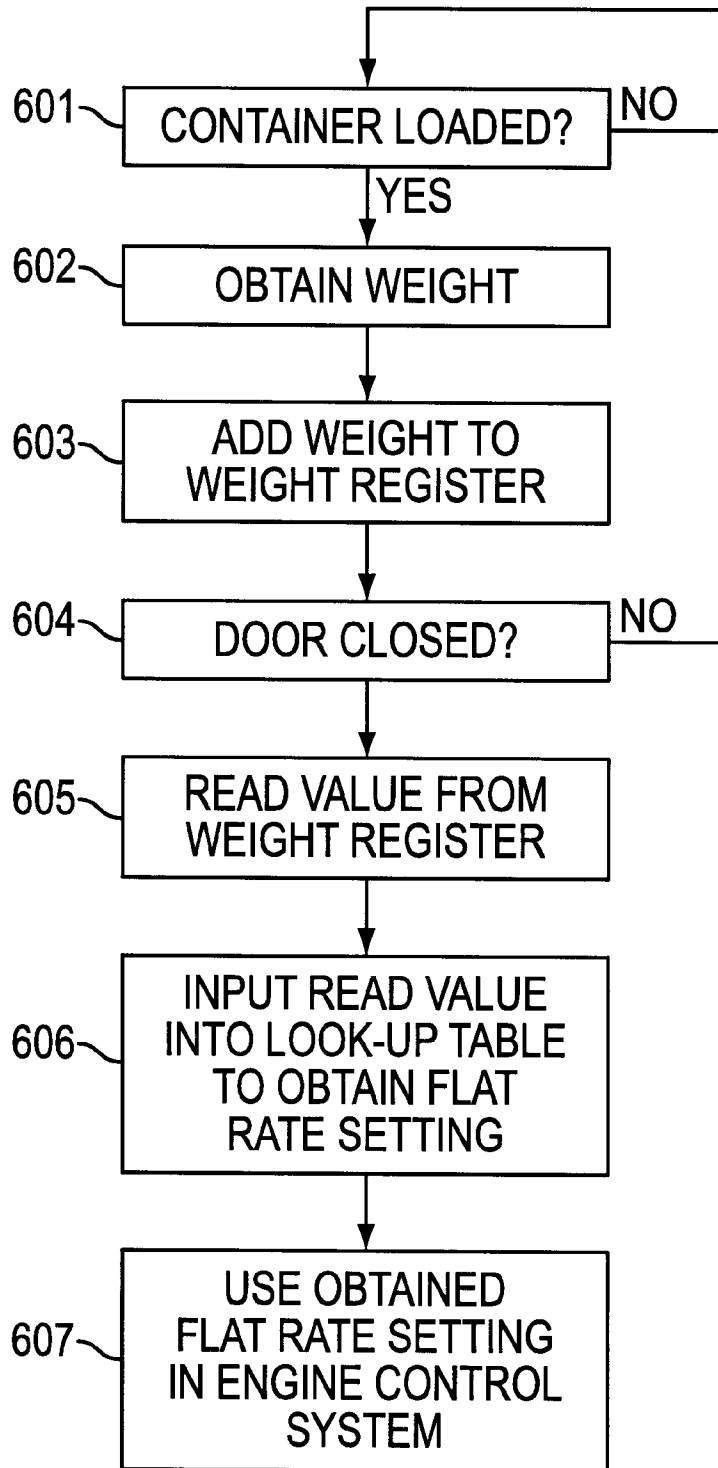 601
CONTAINER LOADED?
NO
YES
602
OBTAIN WEIGHT
603
ADD WEIGHT TO
WEIGHT REGISTER
604
DOOR CLOSED?
NO
605
READ VALUE FROM
WEIGHT REGISTER
606
INPUT READ VALUE
INTO LOOK-UP TABLE
TO OBTAIN FLAT
RATE SETTING
607
USE OBTAINED
FLAT RATE SETTING
IN ENGINE CONTROL
SYSTEM